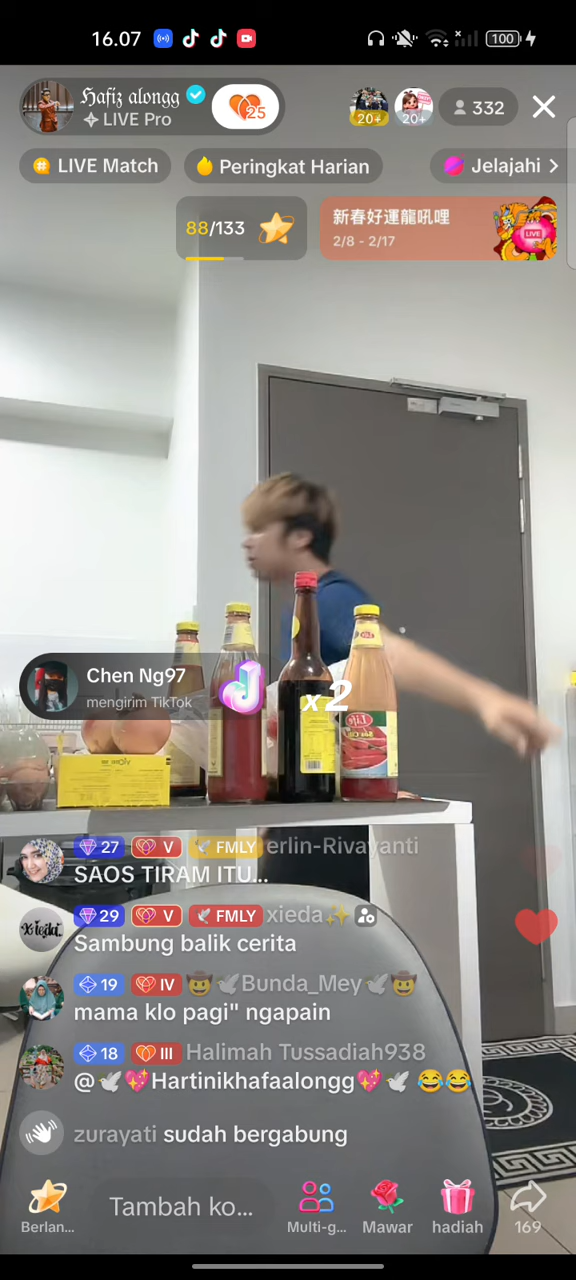 16.07
100
Hafiz alongg
LIVE Pro
25
20+
20+
332
LIVE Match
Peringkat Harian
Jelajahi
88/133
新春好運龍吼哩
2/8 - 2/17
LIVE
Chen Ng97
mengirim TikTok
x2
Life
27 V FMLY erlin-Rivayanti
SAOS TIRAM ITU...
29 V FMLY xieda✨
Sambung balik cerita
19 IV 🤠🕊Bunda_Mey🕊🤠
mama klo pagi" ngapain
18 III Halimah Tussadiah938
@🕊💖Hartinikhafaalongg💖🕊 😂😂
zurayati sudah bergabung
Berlan...
Tambah ko...
Multi-g...
Mawar
hadiah
169